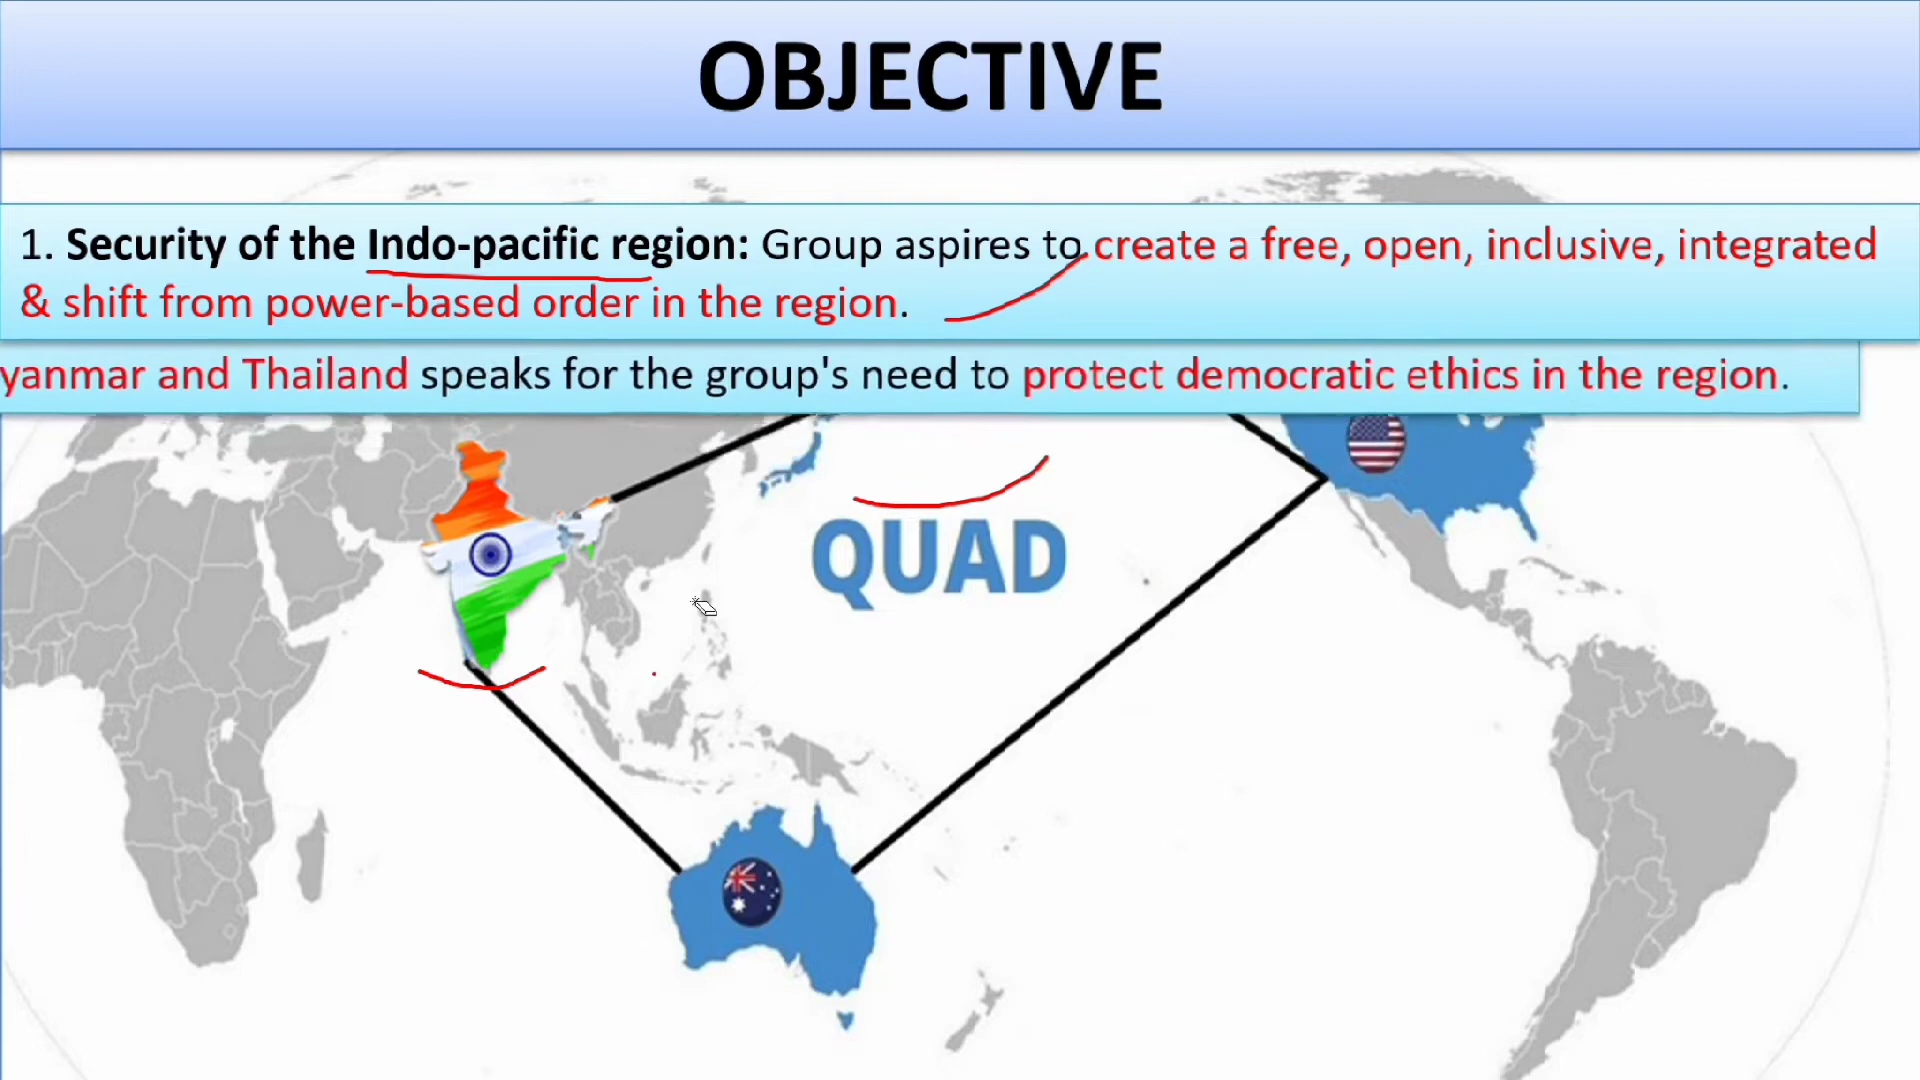 OBJECTIVE
1. Security of the Indo-pacific region: Group aspires to create a free, open, inclusive, integrated
& shift from power-based order in the region.
yanmar and Thailand speaks for the group's need to protect democratic ethics in the region.
QUAD